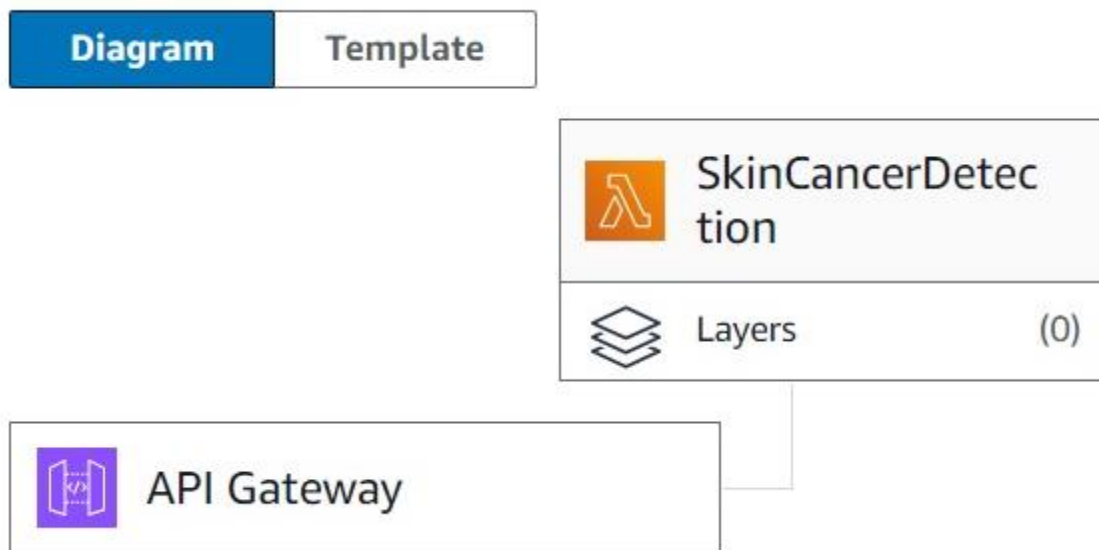 Diagram Template
SkinCancerDetec
tion
Layers (0)
API Gateway